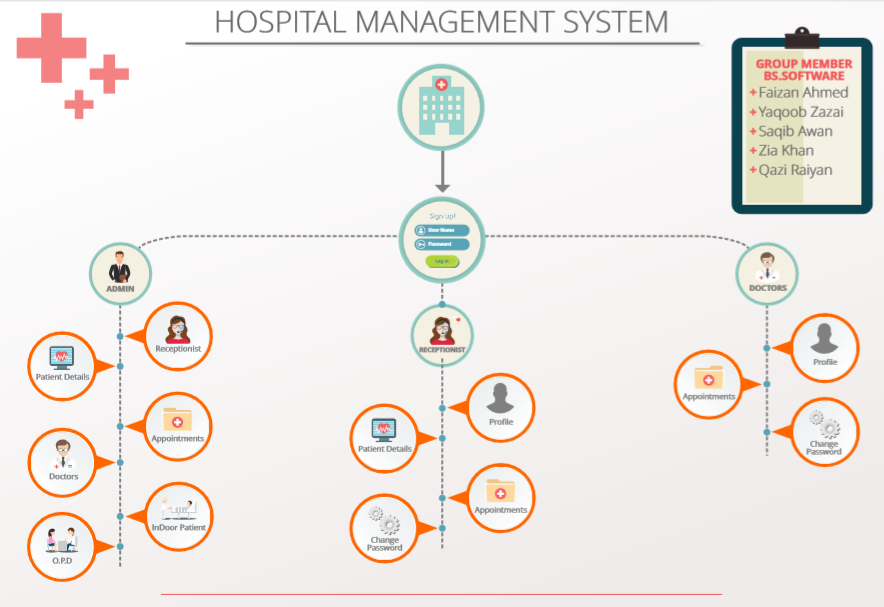 HOSPITAL MANAGEMENT SYSTEM
GROUP MEMBER
BS.SOFTWARE
+Faizan Ahmed
+Yaqoob Zazai
+Saqib Awan
+Zia Khan
+Qazi Raiyan
Sign up!
User Name
Password
Log in
ADMIN
Receptionist
Patient Details
Appointments
Doctors
InDoor Patient
O.P.D
RECEPTIONIST
Profile
Patient Details
Appointments
Change
Password
DOCTORS
Profile
Appointments
Change
Password